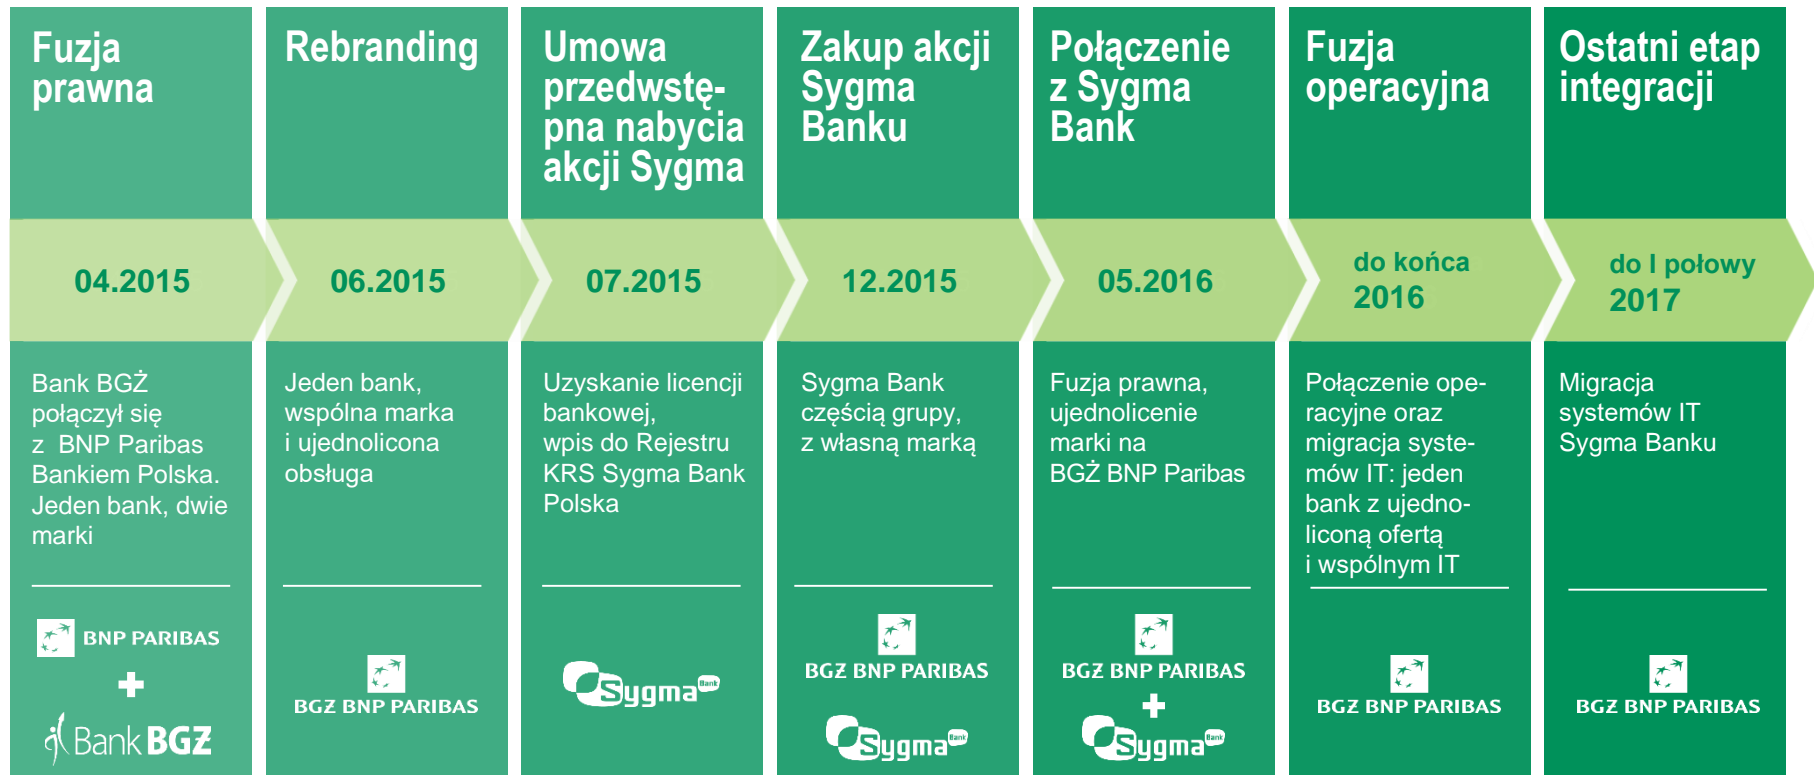 Fuzja
prawna
04.2015
Bank BGŻ
połączył się
z BNP Paribas
Bankiem Polska.
Jeden bank, dwie
marki
BNP PARIBAS
+
Bank BGŻ
Rebranding
06.2015
Jeden bank,
wspólna marka
i ujednolicona
obsługa
BGŻ BNP PARIBAS
Umowa
przedwstę-
pna nabycia
akcji Sygma
07.2015
Uzyskanie licencji
bankowej,
wpis do Rejestru
KRS Sygma Bank
Polska
Sygma Bank
Zakup akcji
Sygma
Banku
12.2015
Sygma Bank
częścią grupy,
z własną marką
BGŻ BNP PARIBAS
Sygma Bank
Połączenie
z Sygma
Bank
05.2016
Fuzja prawna,
ujednolicenie
marki na
BGŻ BNP Paribas
BGŻ BNP PARIBAS
+
Sygma Bank
Fuzja
operacyjna
do końca
2016
Połączenie ope-
racyjne oraz
migracja syste-
mów IT: jeden
bank z ujedno-
liconą ofertą
i wspólnym IT
BGŻ BNP PARIBAS
Ostatni etap
integracji
do I połowy
2017
Migracja
systemów IT
Sygma Banku
BGŻ BNP PARIBAS